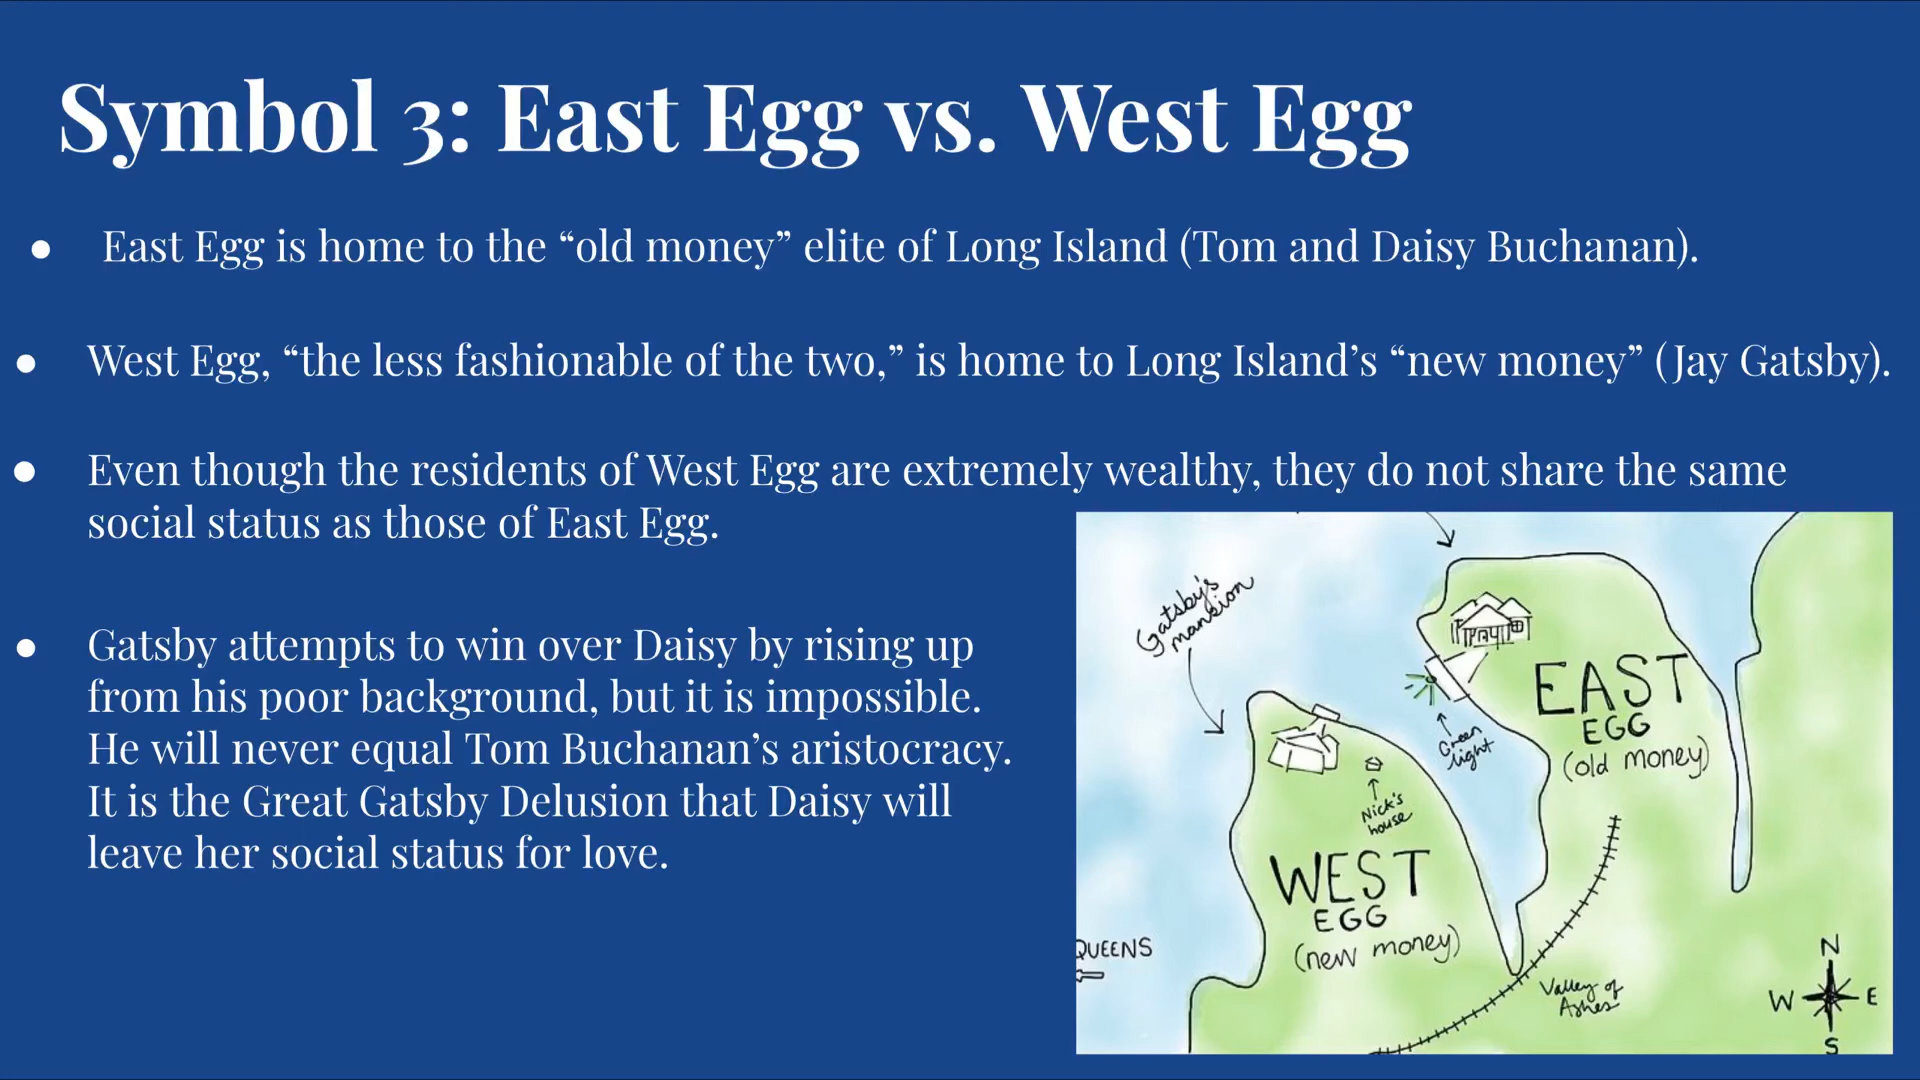 Symbol 3: East Egg vs. West Egg
● East Egg is home to the “old money” elite of Long Island (Tom and Daisy Buchanan).
● West Egg, “the less fashionable of the two,” is home to Long Island’s “new money” (Jay Gatsby).
● Even though the residents of West Egg are extremely wealthy, they do not share the same
social status as those of East Egg.
● Gatsby attempts to win over Daisy by rising up
from his poor background, but it is impossible.
He will never equal Tom Buchanan’s aristocracy.
It is the Great Gatsby Delusion that Daisy will
leave her social status for love.
Gatsby's
mansion
EAST
EGG
(old money)
Green
light
Nick's
house
WEST
EGG
(new money)
QUEENS
Valley of
Ashes
N
W E
S